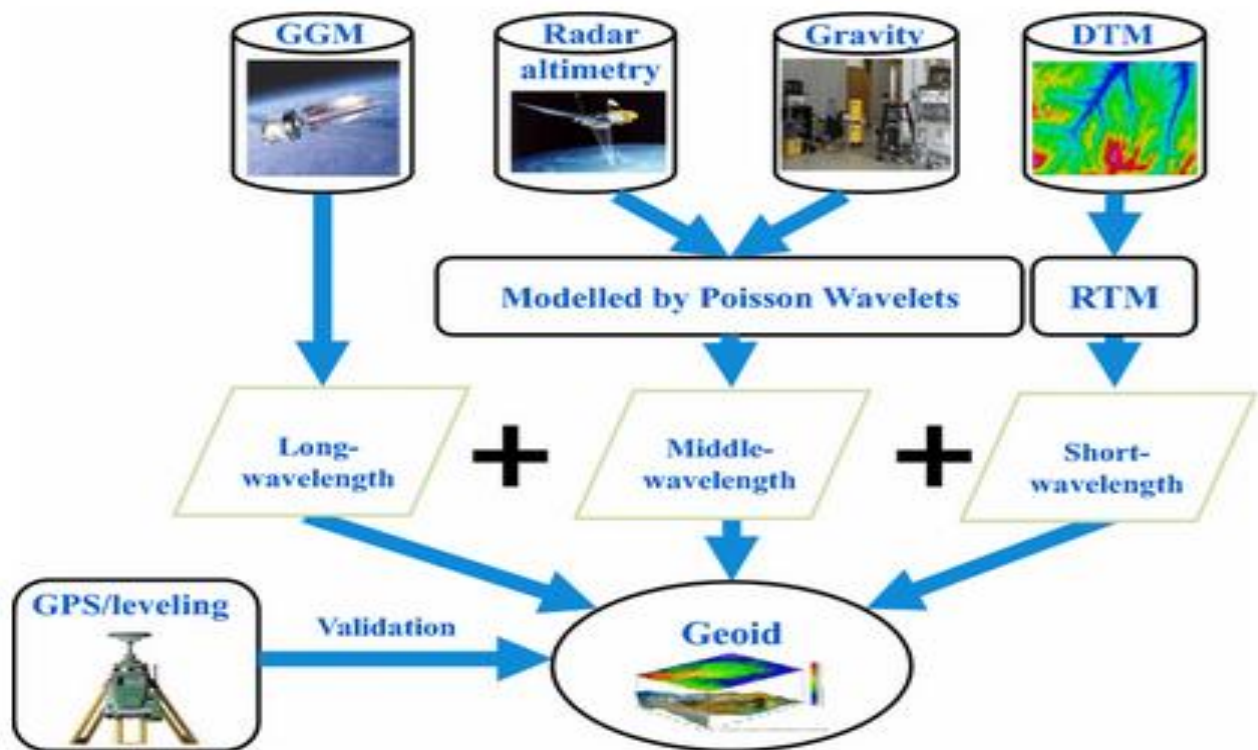 GGM
Radar
altimetry
Gravity
DTM
Modelled by Poisson Wavelets
RTM
Long-
wavelength
Middle-
wavelength
Short-
wavelength
GPS/leveling
Validation
Geoid